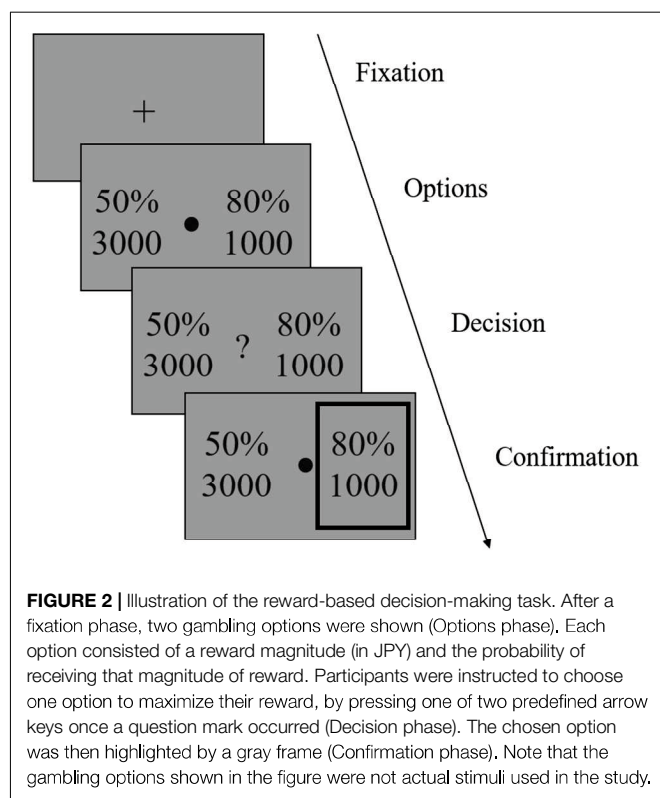 Fixation
+
Options
50% 80%
3000 ● 1000
Decision
50% 80%
3000 ? 1000
Confirmation
50% 80%
3000 ● 1000
FIGURE 2 | Illustration of the reward-based decision-making task. After a
fixation phase, two gambling options were shown (Options phase). Each
option consisted of a reward magnitude (in JPY) and the probability of
receiving that magnitude of reward. Participants were instructed to choose
one option to maximize their reward, by pressing one of two predefined arrow
keys once a question mark occurred (Decision phase). The chosen option
was then highlighted by a gray frame (Confirmation phase). Note that the
gambling options shown in the figure were not actual stimuli used in the study.